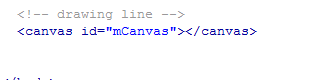 <!-- drawing line -->
<canvas id="mCanvas"></canvas>